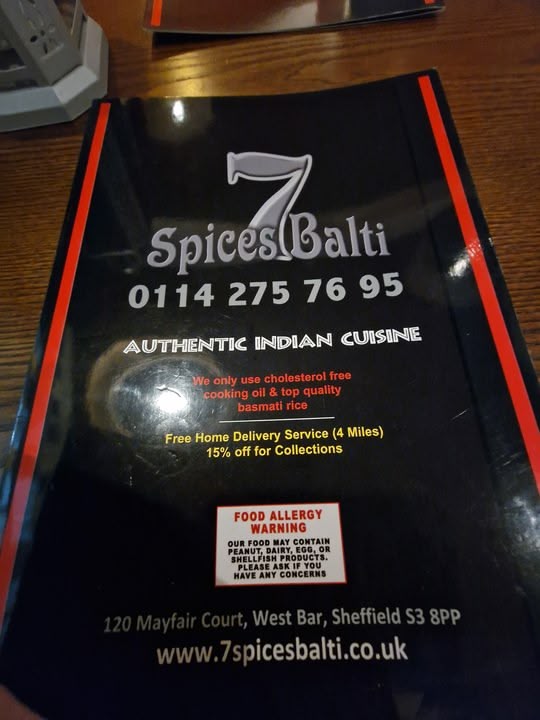 7
Spices Balti
0114 275 76 95
AUTHENTIC INDIAN CUISINE
We only use cholesterol free
cooking oil & top quality
basmati rice
Free Home Delivery Service (4 Miles)
15% off for Collections
FOOD ALLERGY
WARNING
OUR FOOD MAY CONTAIN
PEANUT, DAIRY, EGG, OR
SHELLFISH PRODUCTS.
PLEASE ASK IF YOU
HAVE ANY CONCERNS
120 Mayfair Court, West Bar, Sheffield S3 8PP
www.7spicesbalti.co.uk